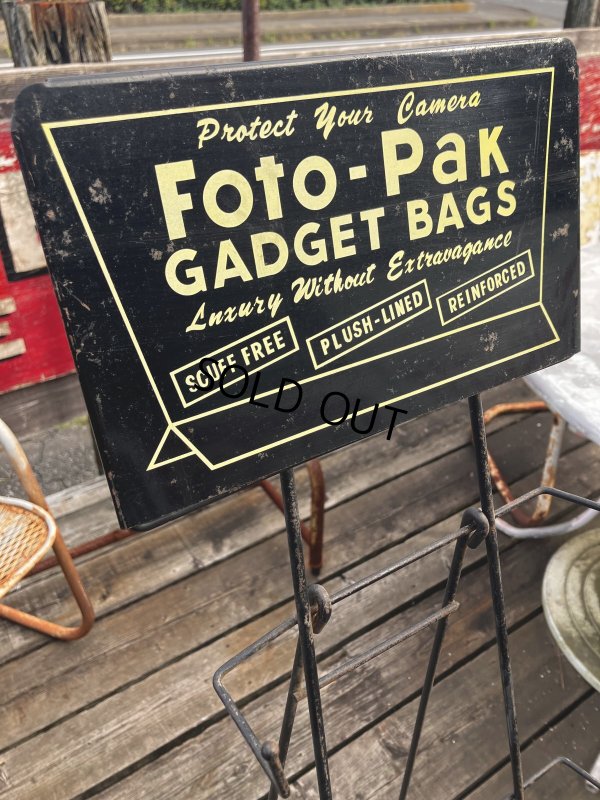 Protect Your Camera
Foto-Pak
GADGET BAGS
Luxury Without Extravagance
SCUFF FREE
PLUSH-LINED
REINFORCED
SOLD OUT